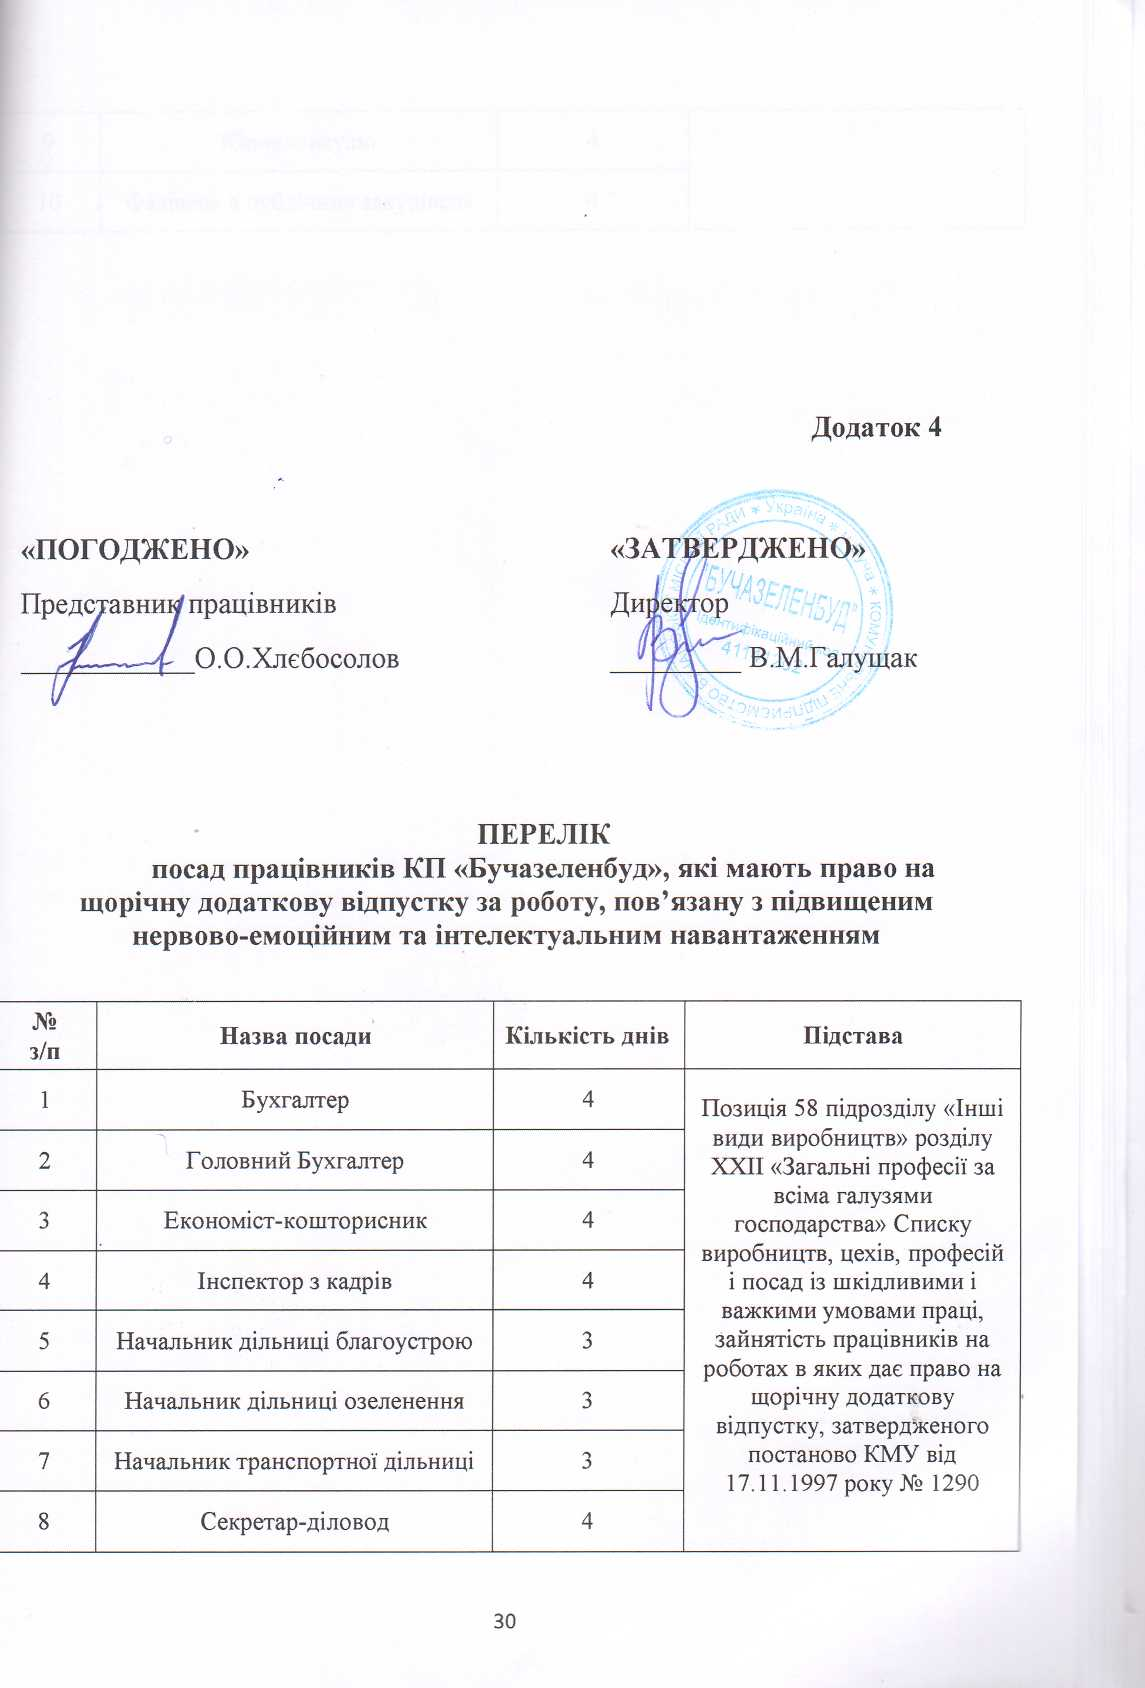 Додаток 4
«ПОГОДЖЕНО» «ЗАТВЕРДЖЕНО»
Представник працівників Директор
О.О.Хлєбосолов В.М.Галущак
Україна
"БУЧАЗЕЛЕНБУД"
ідентифікаційний
ПЕРЕЛІК
посад працівників КП «Бучазеленбуд», які мають право на
щорічну додаткову відпустку за роботу, пов’язану з підвищеним
нервово-емоційним та інтелектуальним навантаженням
№ з/п Назва посади Кількість днів Підстава
1 Бухгалтер 4
2 Головний Бухгалтер 4
3 Економіст-кошторисник 4
4 Інспектор з кадрів 4
5 Начальник дільниці благоустрою 3
6 Начальник дільниці озеленення 3
7 Начальник транспортної дільниці 3
8 Секретар-діловод 4
Позиція 58 підрозділу «Інші
види виробництв» розділу
XXII «Загальні професії за
всіма галузями
господарства» Списку
виробництв, цехів, професій
і посад із шкідливими і
важкими умовами праці,
зайнятість працівників на
роботах в яких дає право на
щорічну додаткову
відпустку, затвердженого
постаново КМУ від
17.11.1997 року № 1290
30